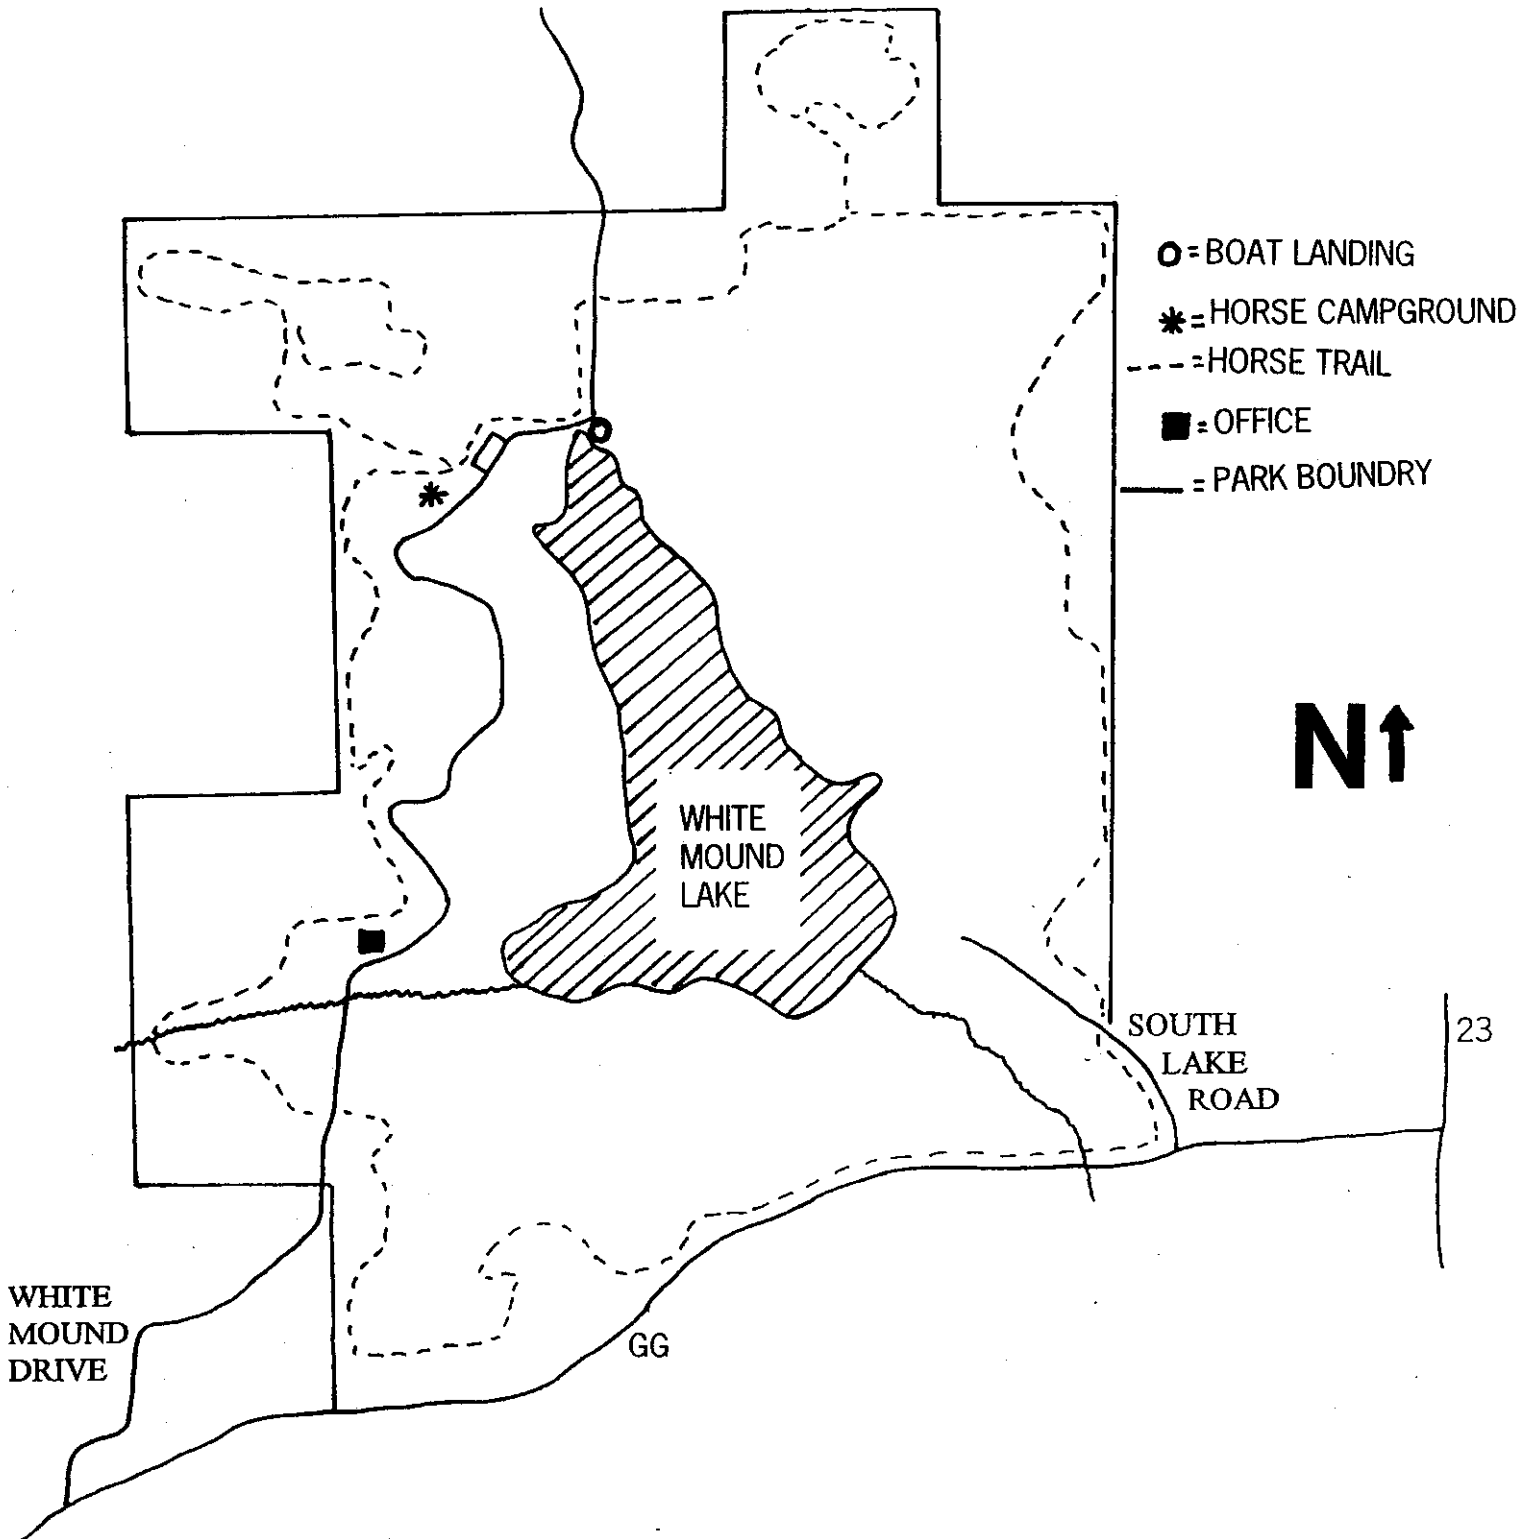 O = BOAT LANDING
* = HORSE CAMPGROUND
---- = HORSE TRAIL
■ = OFFICE
— = PARK BOUNDRY
N↑
WHITE
MOUND
LAKE
SOUTH
LAKE
ROAD
23
WHITE
MOUND
DRIVE
GG